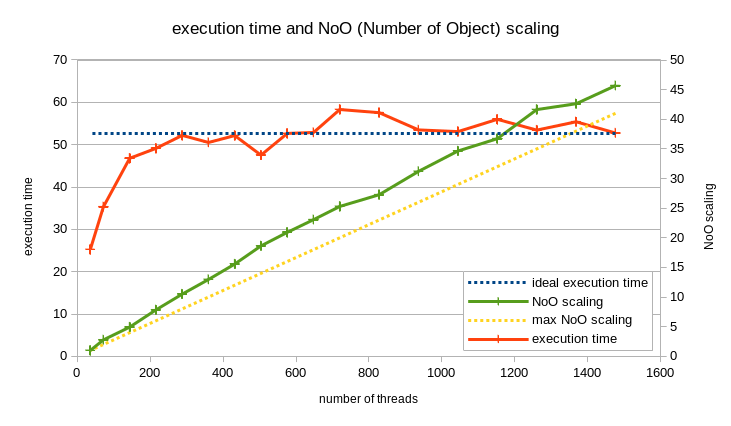 execution time and NoO (Number of Object) scaling
70
60
50
40
30
20
10
0
execution time
50
45
40
35
30
25
20
15
10
5
0
NoO scaling
ideal execution time
NoO scaling
max NoO scaling
execution time
0 200 400 600 800 1000 1200 1400 1600
number of threads